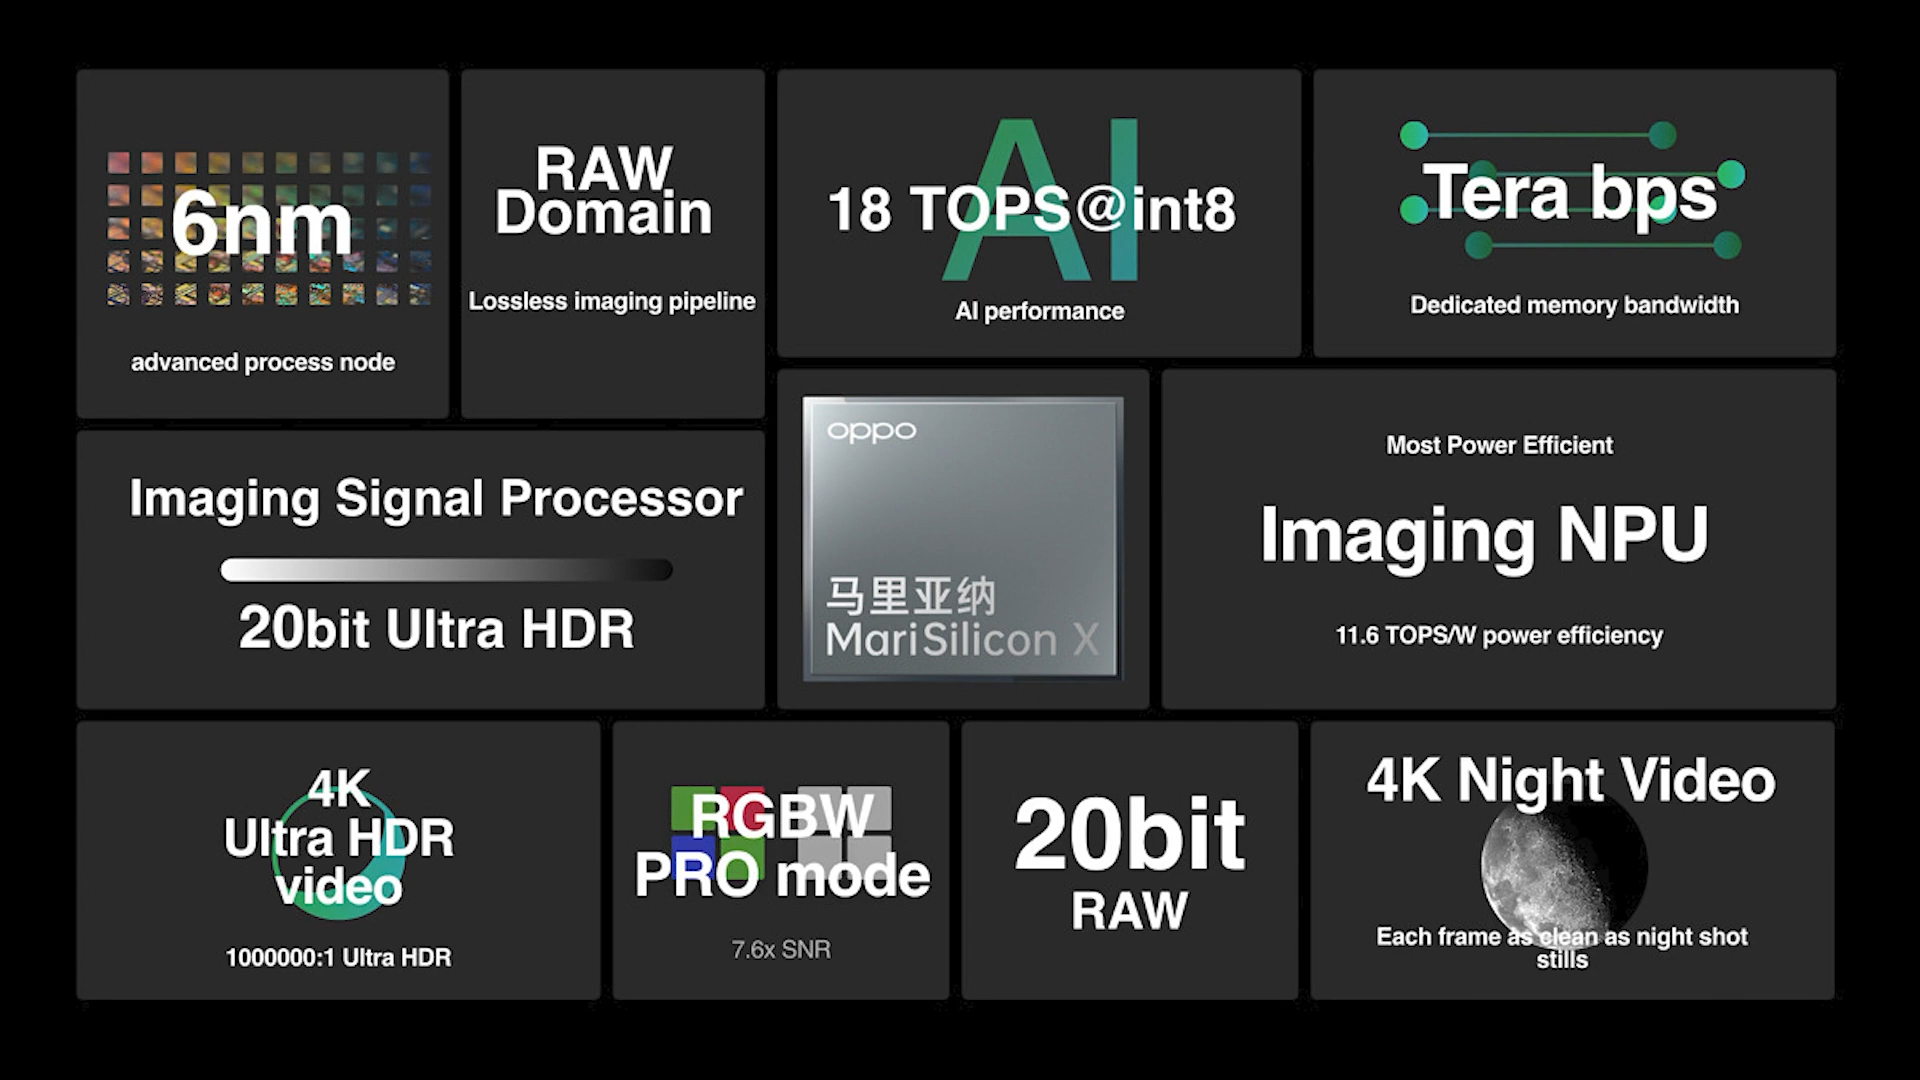 6nm
advanced process node
RAW
Domain
Lossless imaging pipeline
AI
18 TOPS@int8
AI performance
Tera bps
Dedicated memory bandwidth
Imaging Signal Processor
20bit Ultra HDR
oppo
马里亚纳
MariSilicon X
Most Power Efficient
Imaging NPU
11.6 TOPS/W power efficiency
4K
Ultra HDR
video
1000000:1 Ultra HDR
RGBW
PRO mode
7.6x SNR
20bit
RAW
4K Night Video
Each frame as clean as night shot
stills